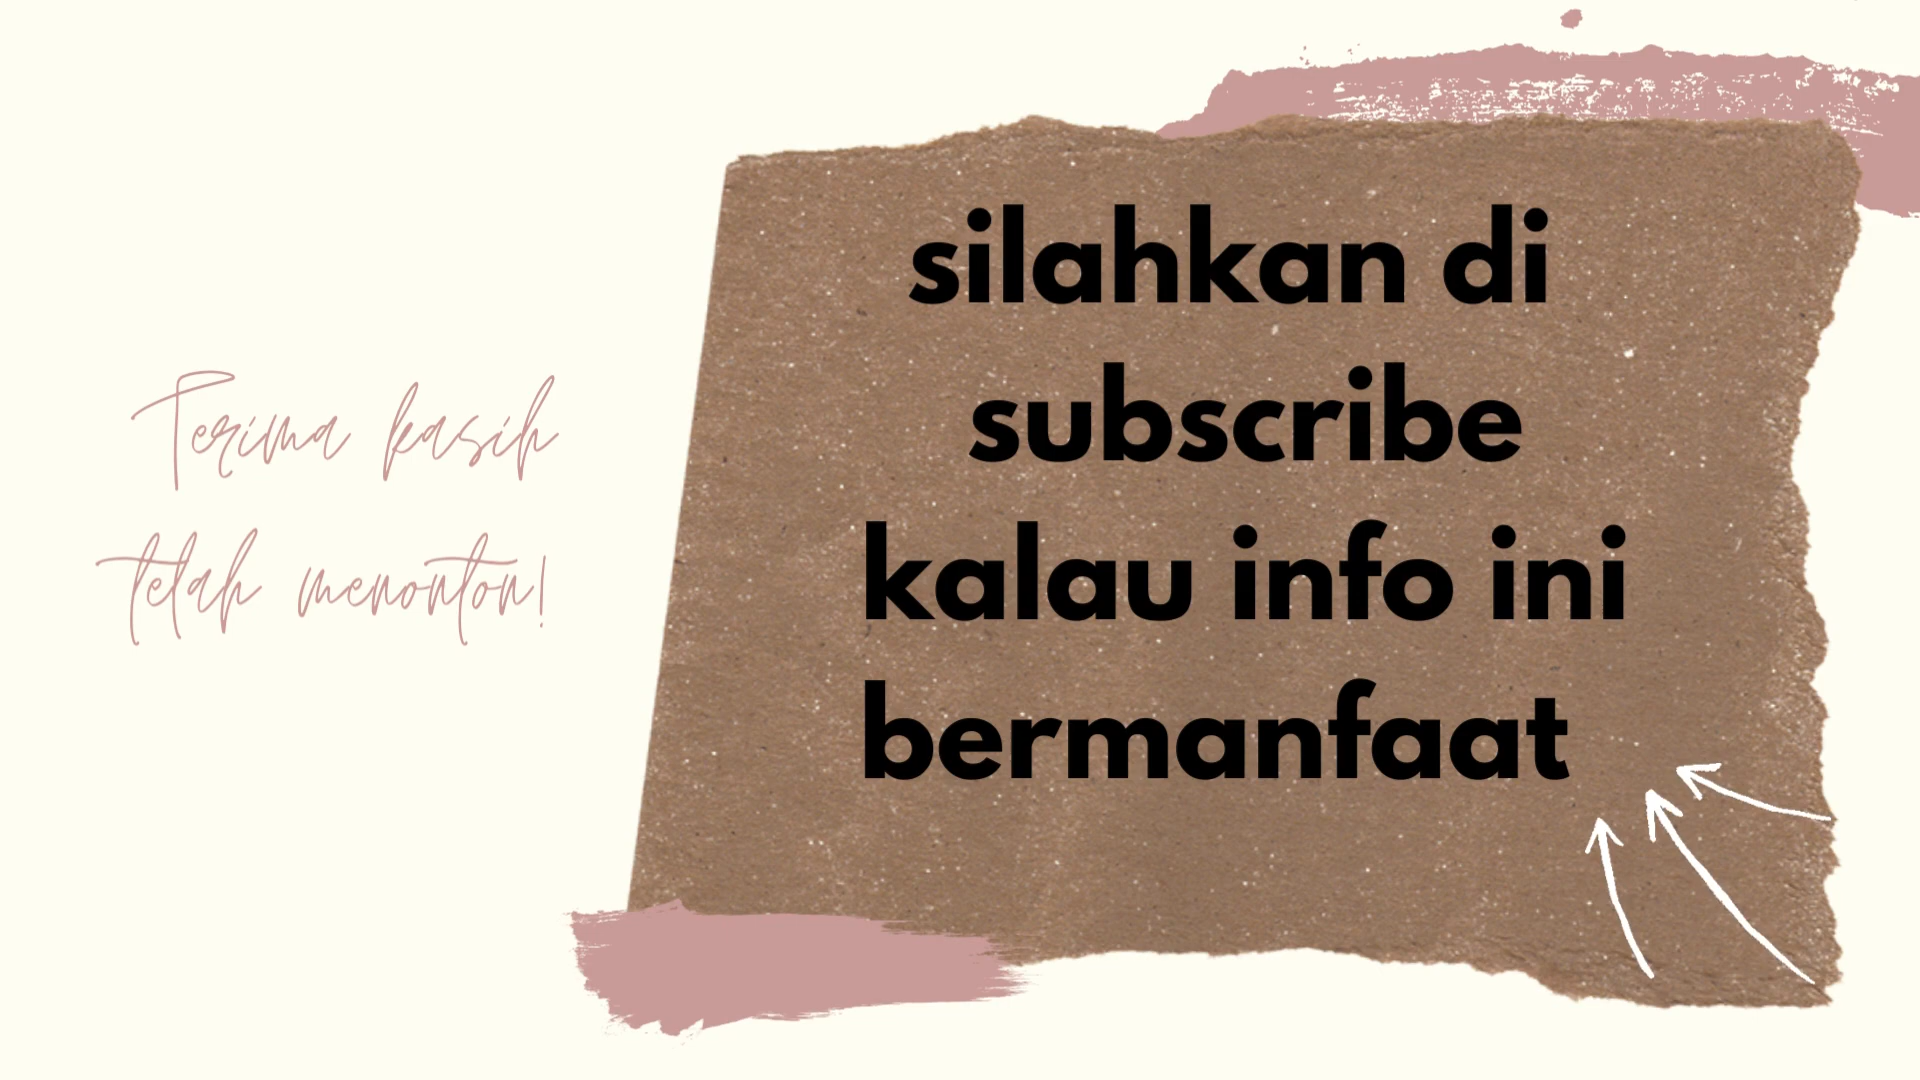 Terima kasih
telah menonton!
silahkan di
subscribe
kalau info ini
bermanfaat